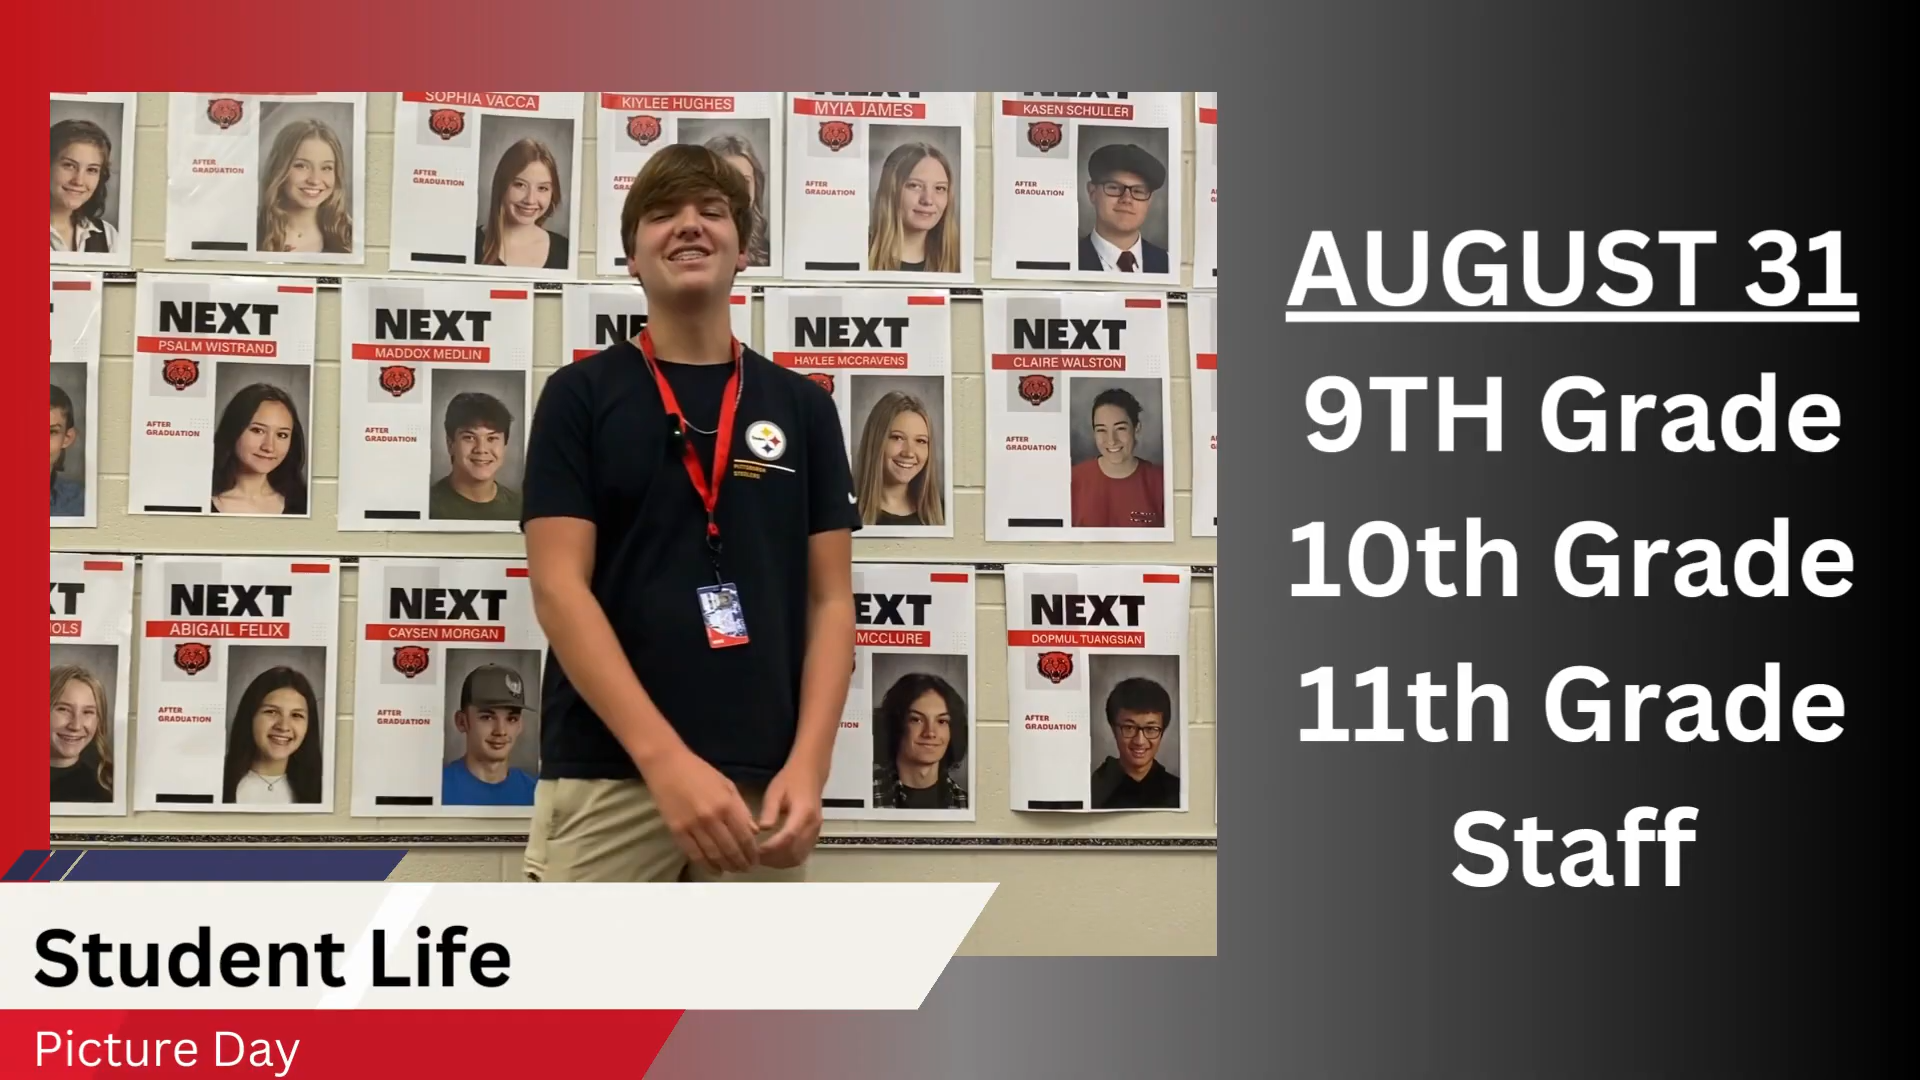 SOPHIA VACCA
KIYLEE HUGHES
MYIA JAMES
KASEN SCHULLER
AFTER
GRADUATION
AFTER
GRADUATION
AFTER
AFTER
GRADUATION
AFTER
GRADUATION
NEXT
PSALM WISTRAND
AFTER
GRADUATION
NEXT
MADDOX MEDLIN
AFTER
GRADUATION
NEXT
HAYLEE MCCRAVENS
NEXT
CLAIRE WALSTON
AFTER
GRADUATION
PITTSBURGH
STEELERS
NEXT
ABIGAIL FELIX
AFTER
GRADUATION
NEXT
CAYSEN MORGAN
AFTER
GRADUATION
EXT
MCCLURE
NEXT
DOPMUL TUANGSIAN
AFTER
GRADUATION
AUGUST 31
9TH Grade
10th Grade
11th Grade
Staff
Student Life
Picture Day